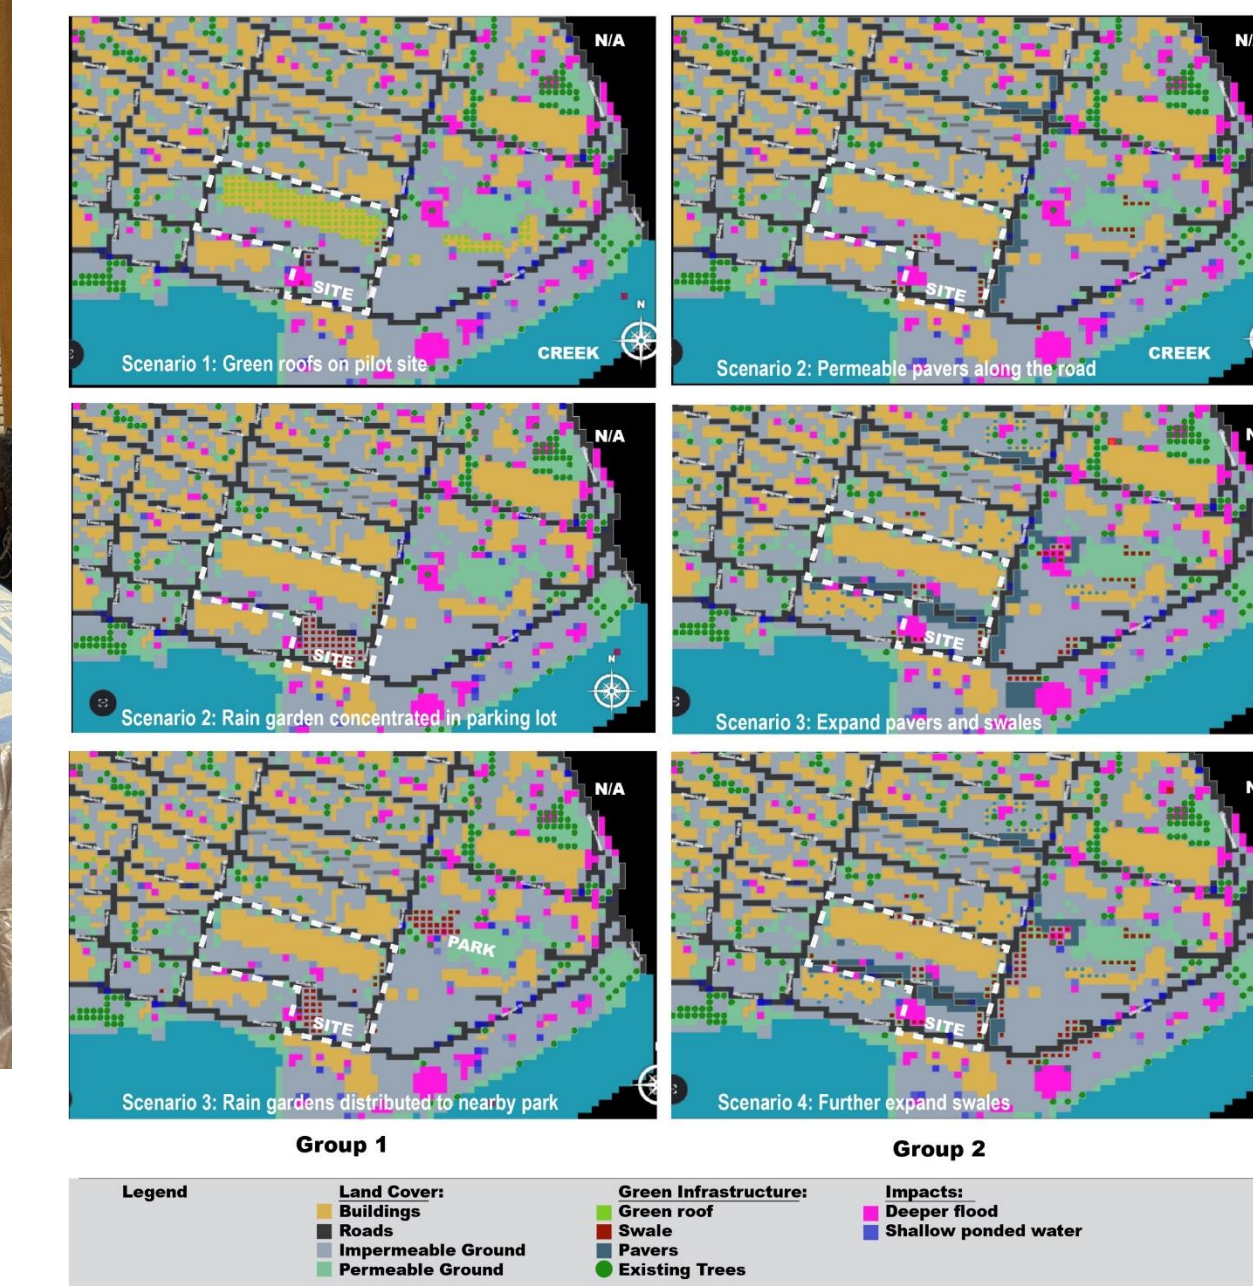 N/A
SITE
CREEK
N
Scenario 1: Green roofs on pilot site
N/
SITE
CREEK
Scenario 2: Permeable pavers along the road
N/A
SITE
N
Scenario 2: Rain garden concentrated in parking lot
SITE
Scenario 3: Expand pavers and swales
N/A
PARK
SITE
Scenario 3: Rain gardens distributed to nearby park
SITE
Scenario 4: Further expand swales
Group 1
Group 2
Legend
Land Cover:
Buildings
Roads
Impermeable Ground
Permeable Ground
Green Infrastructure:
Green roof
Swale
Pavers
Existing Trees
Impacts:
Deeper flood
Shallow ponded water